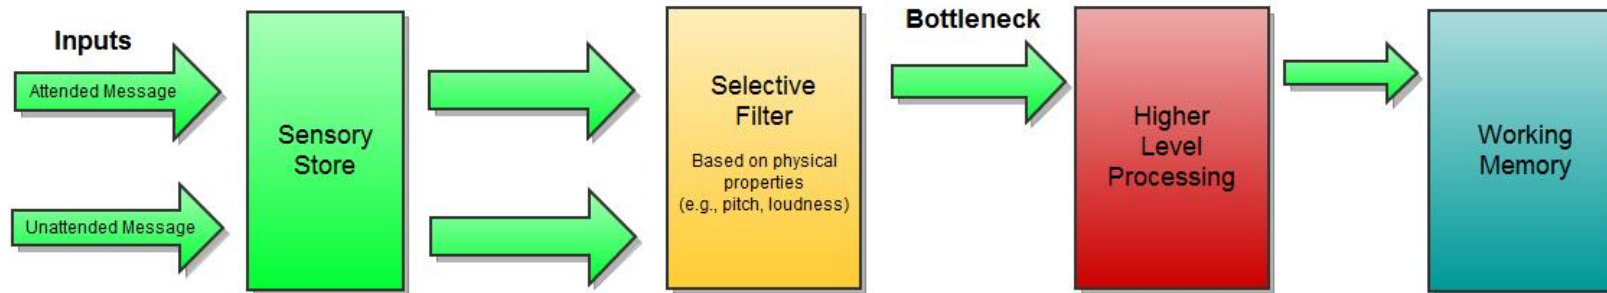 Inputs
Attended Message
Unattended Message
Sensory
Store
Selective
Filter
Based on physical
properties
(e.g., pitch, loudness)
Bottleneck
Higher
Level
Processing
Working
Memory